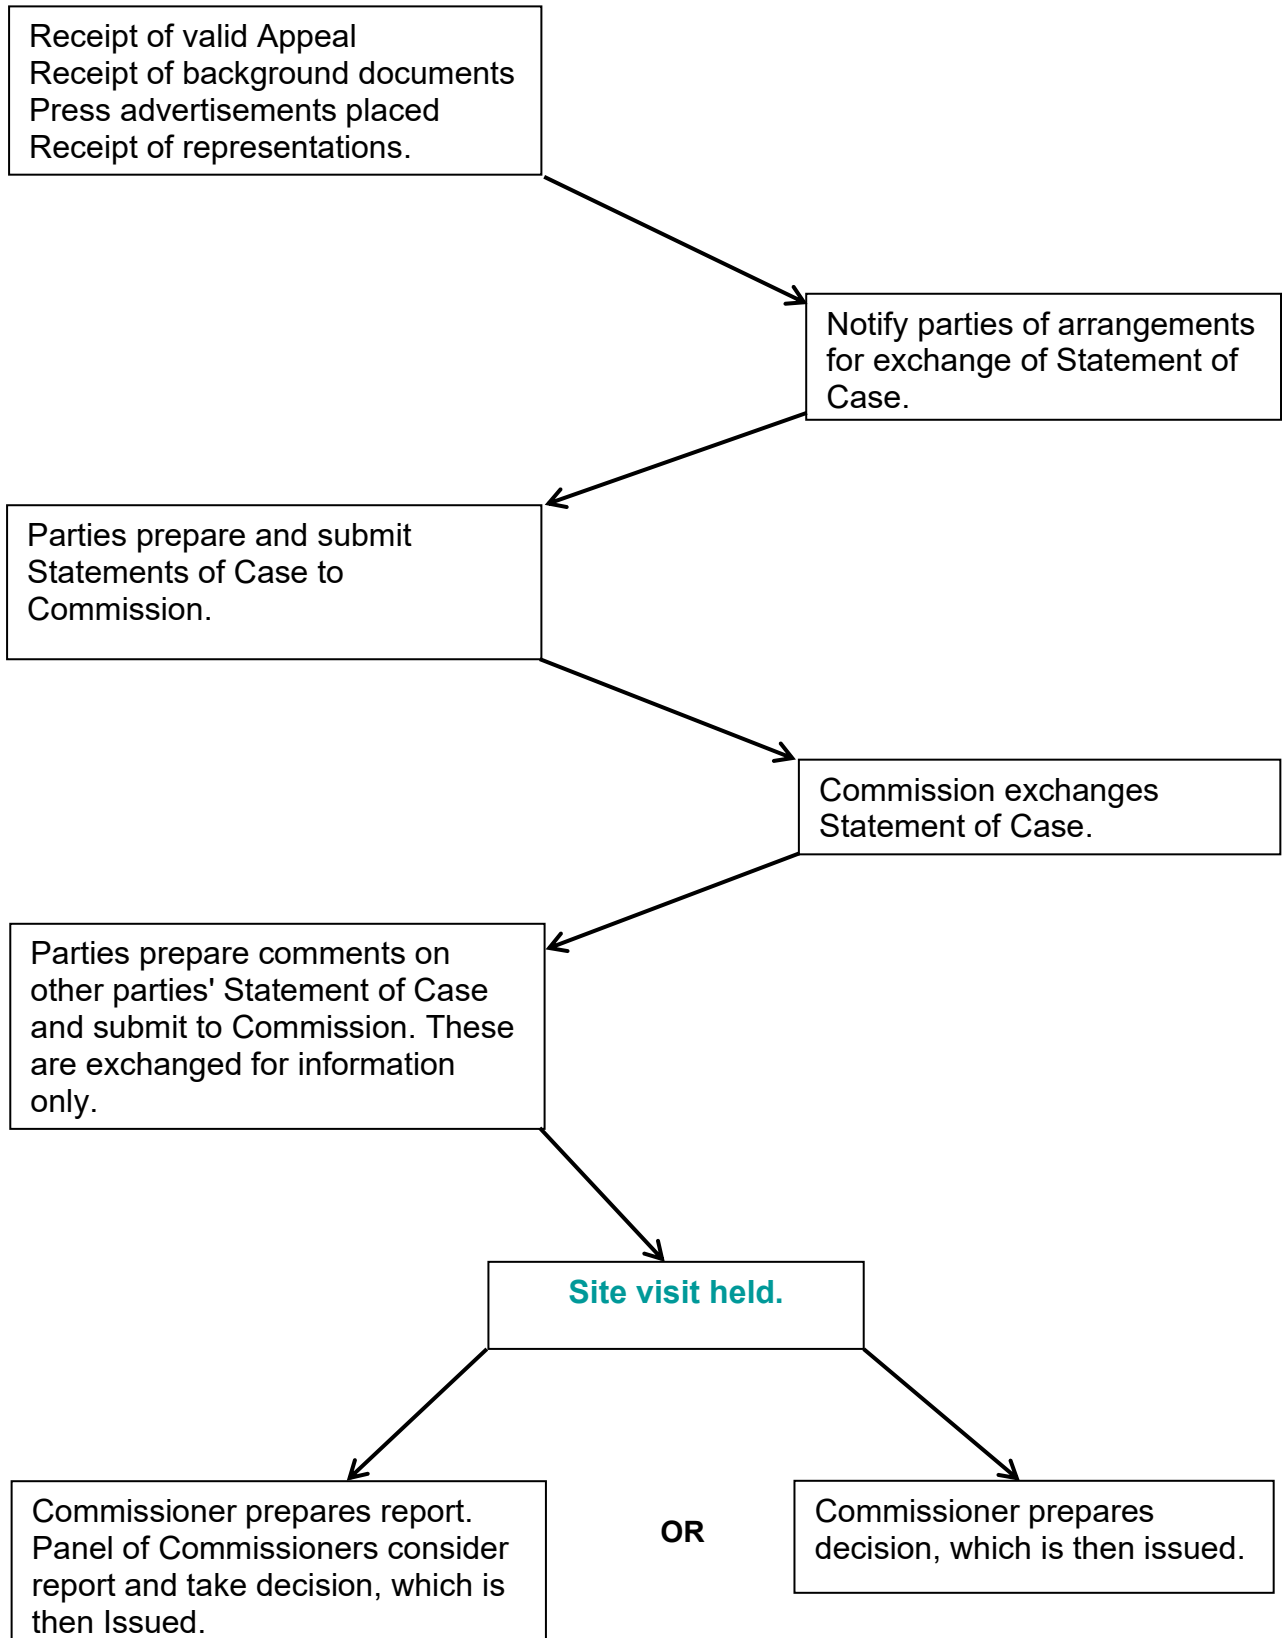 Receipt of valid Appeal
Receipt of background documents
Press advertisements placed
Receipt of representations.
Notify parties of arrangements
for exchange of Statement of
Case.
Parties prepare and submit
Statements of Case to
Commission.
Commission exchanges
Statement of Case.
Parties prepare comments on
other parties' Statement of Case
and submit to Commission. These
are exchanged for information
only.
Site visit held.
Commissioner prepares report.
Panel of Commissioners consider
report and take decision, which is
then Issued.
OR
Commissioner prepares
decision, which is then issued.